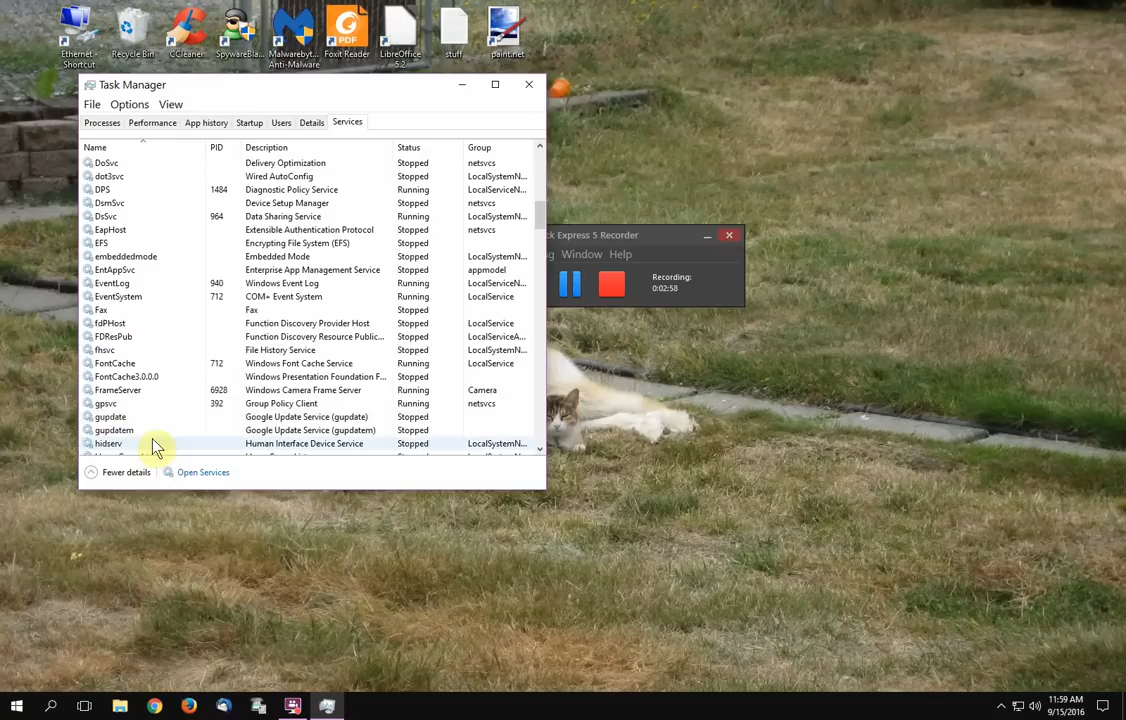 Ethernet - Shortcut
Recycle Bin
CCleaner
SpywareBla...
Malwarebyt... Anti-Malware
Foxit Reader
LibreOffice 5.2
stuff
paint.net
PDF
Task Manager
File Options View
Processes Performance App history Startup Users Details Services
Name PID Description Status Group
DoSvc Delivery Optimization Stopped netsvcs
dot3svc Wired AutoConfig Stopped LocalSystemN...
DPS 1484 Diagnostic Policy Service Running LocalServiceN...
DsmSvc Device Setup Manager Stopped netsvcs
DsSvc 964 Data Sharing Service Running LocalSystemN...
EapHost Extensible Authentication Protocol Stopped netsvcs
EFS Encrypting File System (EFS) Stopped
embeddedmode Embedded Mode Stopped LocalSystemN...
EntAppSvc Enterprise App Management Service Stopped appmodel
EventLog 940 Windows Event Log Running LocalServiceN...
EventSystem 712 COM+ Event System Running LocalService
Fax Fax Stopped
fdPHost Function Discovery Provider Host Stopped LocalService
FDResPub Function Discovery Resource Public... Stopped LocalServiceA...
fhsvc File History Service Stopped LocalSystemN...
FontCache 712 Windows Font Cache Service Running LocalService
FontCache3.0.0.0 Windows Presentation Foundation F... Stopped
FrameServer 6928 Windows Camera Frame Server Running Camera
gpsvc 392 Group Policy Client Running netsvcs
gupdate Google Update Service (gupdate) Stopped
gupdatem Google Update Service (gupdatem) Stopped
hidserv Human Interface Device Service Stopped LocalSystemN...
Fewer details Open Services
ck Express 5 Recorder
g Window Help
Recording:
0:02:58
11:59 AM
9/15/2016